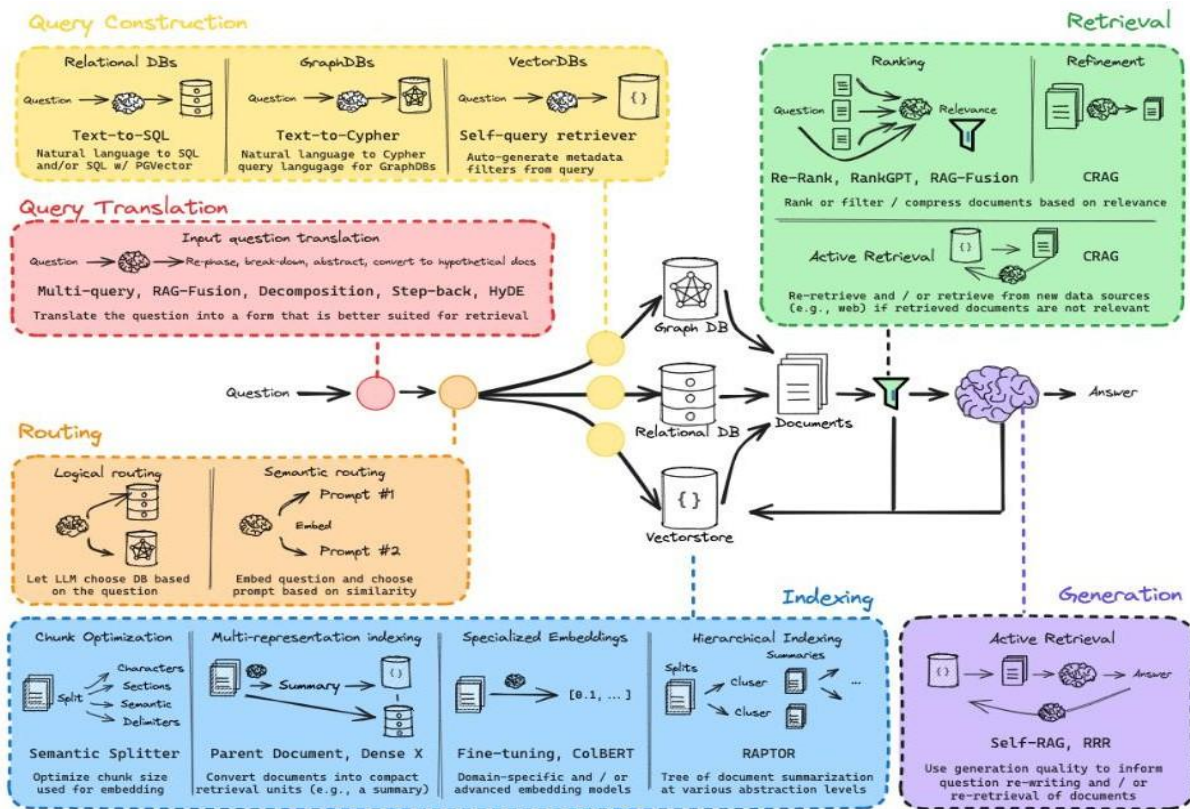 Query Construction
Relational DBs
Question
Text-to-SQL
Natural language to SQL
and/or SQL w/ PGVector
GraphDBs
Question
Text-to-Cypher
Natural language to Cypher
query langugage for GraphDBs
VectorDBs
Question
{ }
Self-query retriever
Auto-generate metadata
filters from query
Retrieval
Ranking
Question
Relevance
Re-Rank, RankGPT, RAG-Fusion
Refinement
CRAG
Rank or filter / compress documents based on relevance
{ }
Active Retrieval
CRAG
Re-retrieve and / or retrieve from new data sources
(e.g., web) if retrieved documents are not relevant
Query Translation
Input question translation
Question
Re-phase, break-down, abstract, convert to hypothetical docs
Multi-query, RAG-Fusion, Decomposition, Step-back, HyDE
Translate the question into a form that is better suited for retrieval
Question
Graph DB
Relational DB
{ }
Vectorstore
Documents
Answer
Routing
Logical routing
Let LLM choose DB based
on the question
Semantic routing
Prompt #1
Embed
Prompt #2
Embed question and choose
prompt based on similarity
Indexing
Chunk Optimization
Split
Characters
Sections
Semantic
Delimiters
Semantic Splitter
Optimize chunk size
used for embedding
Multi-representation indexing
Summary
{ }
Parent Document, Dense X
Convert documents into compact
retrieval units (e.g., a summary)
Specialized Embeddings
[0.1, ...]
Fine-tuning, ColBERT
Domain-specific and / or
advanced embedding models
Hierarchical Indexing
Splits
Summaries
Cluser
Cluser
...
RAPTOR
Tree of document summarization
at various abstraction levels
Generation
Active Retrieval
{ }
Answer
Self-RAG, RRR
Use generation quality to inform
question re-writing and / or
re-retrieval of documents